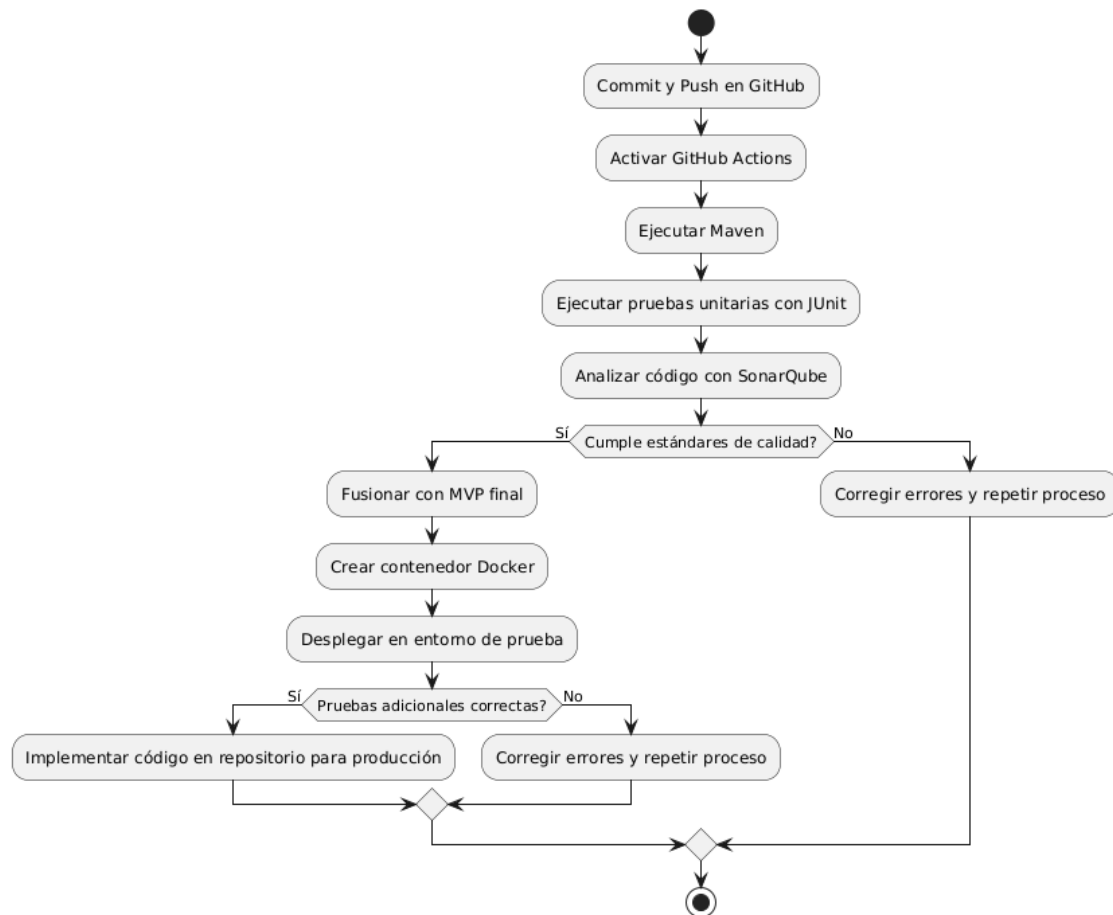 Commit y Push en GitHub
Activar GitHub Actions
Ejecutar Maven
Ejecutar pruebas unitarias con JUnit
Analizar código con SonarQube
Sí
Cumple estándares de calidad?
No
Fusionar con MVP final
Corregir errores y repetir proceso
Crear contenedor Docker
Desplegar en entorno de prueba
Sí
Pruebas adicionales correctas?
No
Implementar código en repositorio para producción
Corregir errores y repetir proceso